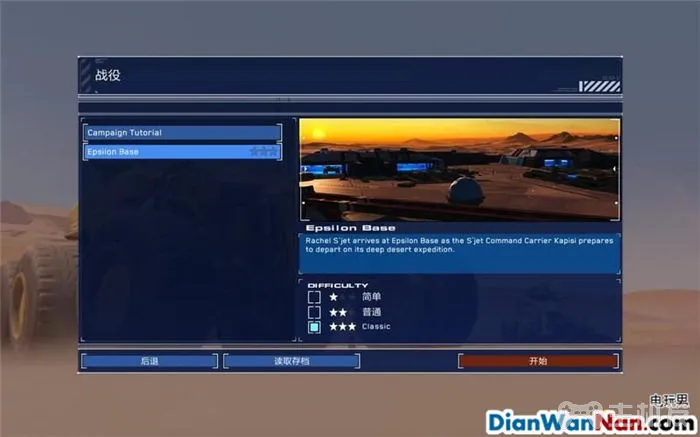 战役
Campaign Tutorial
Epsilon Base
Epsilon Base
Rachel S'jet arrives at Epsilon Base as the S'jet Command Carrier Kapisi prepares
to depart on its deep desert expedition.
DIFFICULTY
简单
普通
Classic
后退
读取存档
开始
电玩男
DianWanNan.com